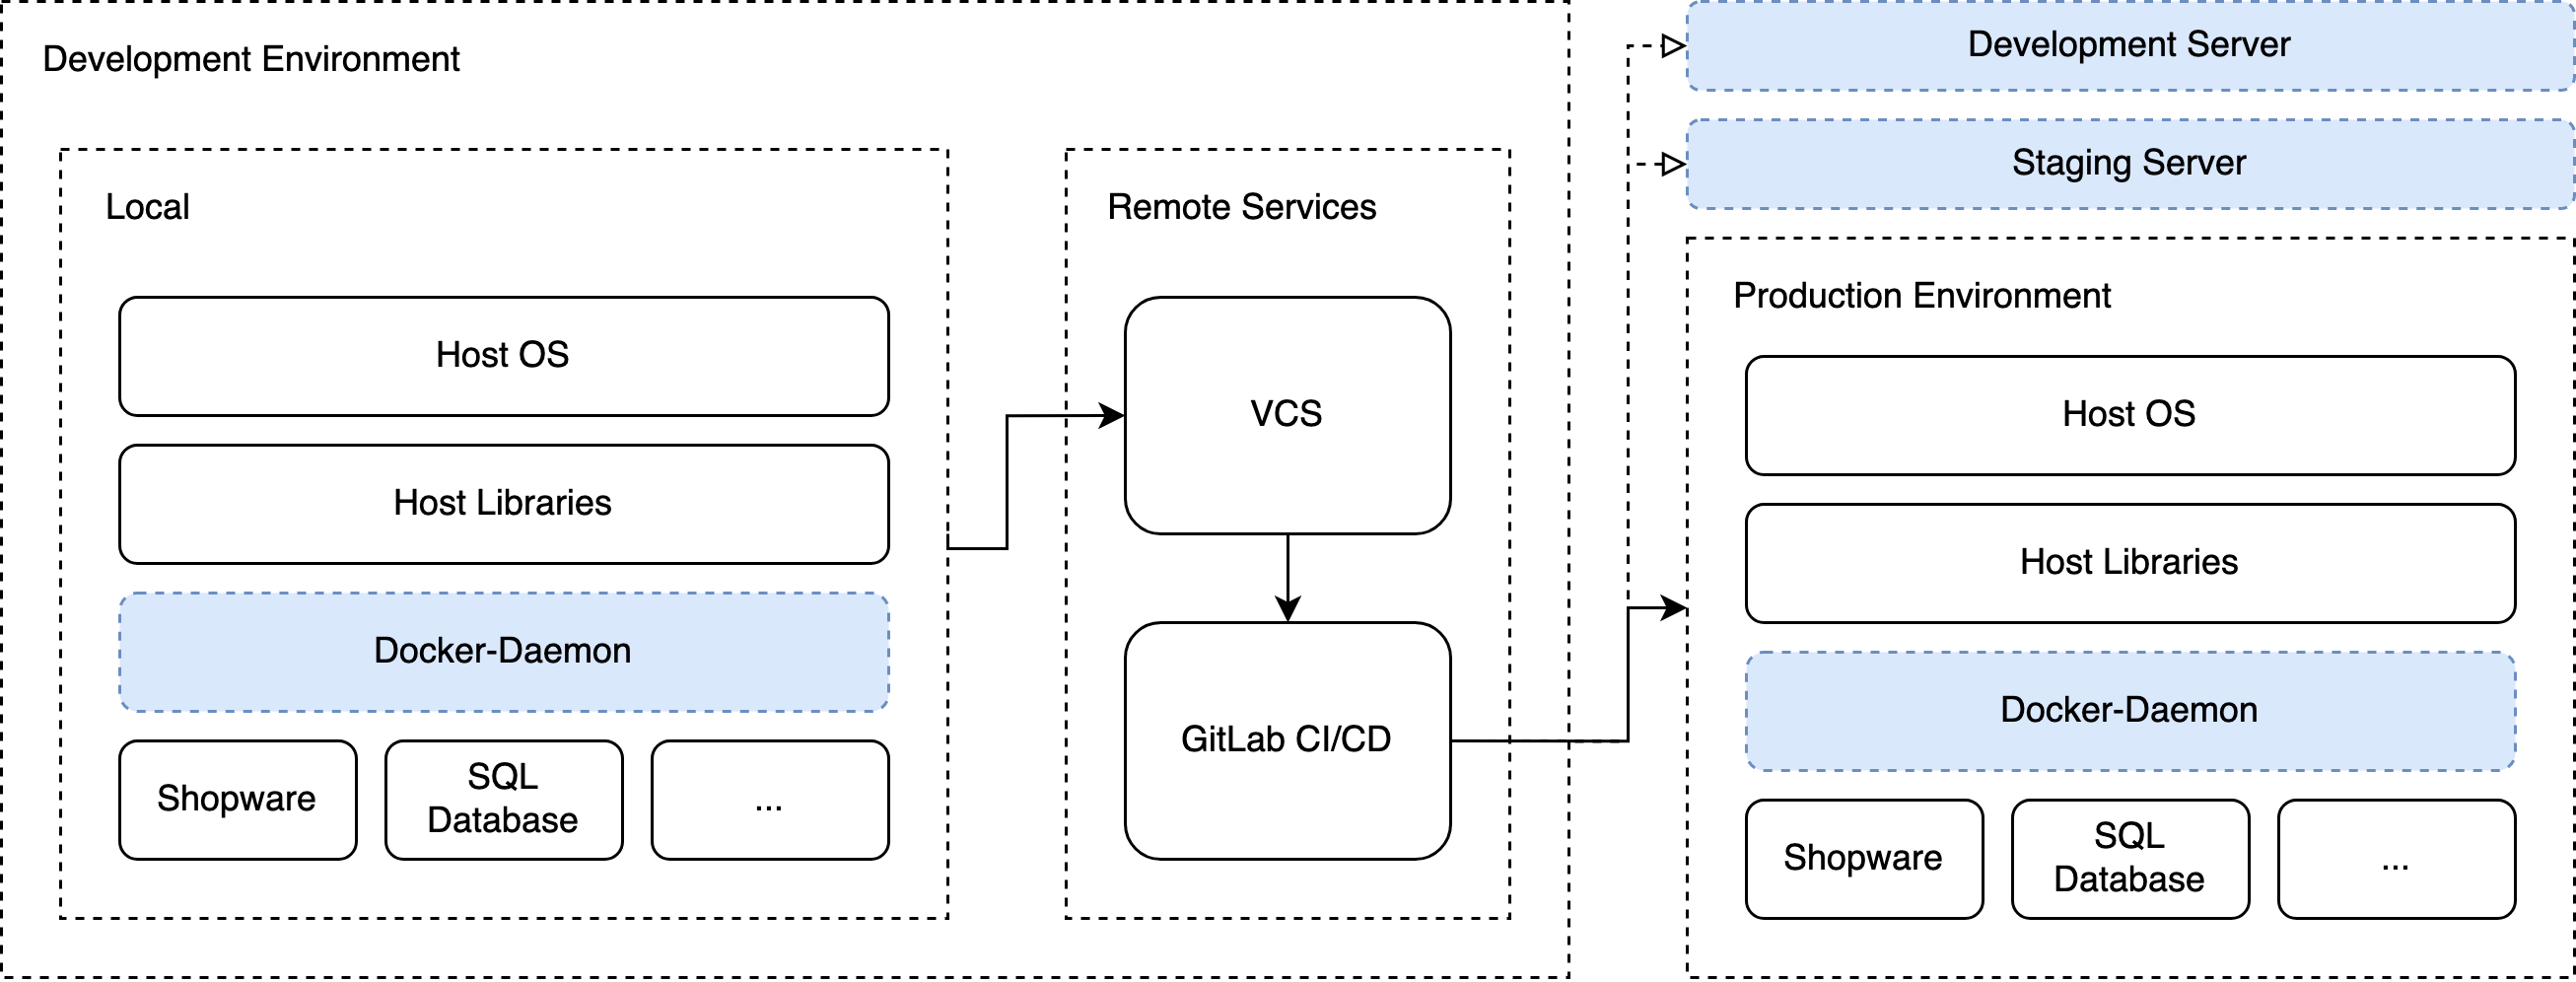 Development Environment
Local
Host OS
Host Libraries
Docker-Daemon
Shopware
SQL
Database
...
Remote Services
VCS
GitLab CI/CD
Development Server
Staging Server
Production Environment
Host OS
Host Libraries
Docker-Daemon
Shopware
SQL
Database
...